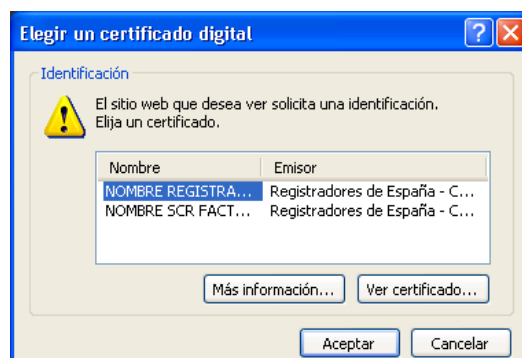 Elegir un certificado digital
Identificación
El sitio web que desea ver solicita una identificación.
Elija un certificado.
Nombre Emisor
NOMBRE REGISTRA... Registradores de España - C...
NOMBRE SCR FACT... Registradores de España - C...
Más información... Ver certificado...
Aceptar Cancelar